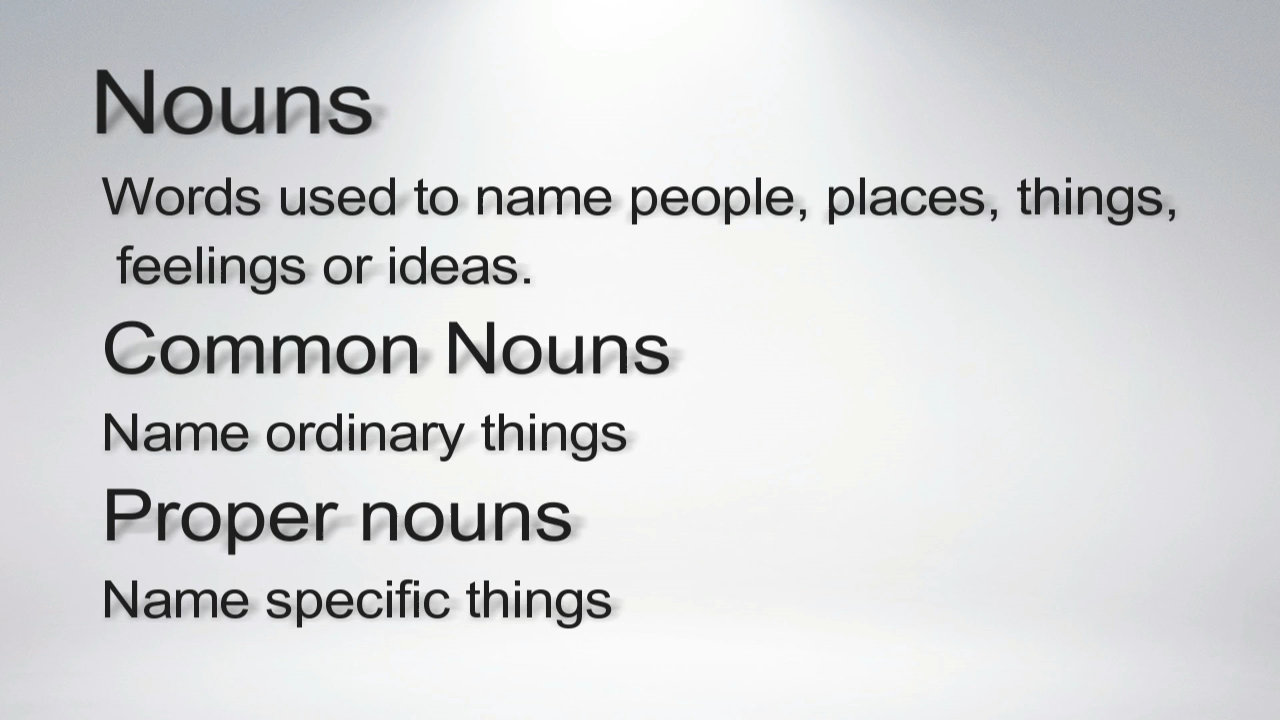 Nouns
Words used to name people, places, things,
feelings or ideas.
Common Nouns
Name ordinary things
Proper nouns
Name specific things